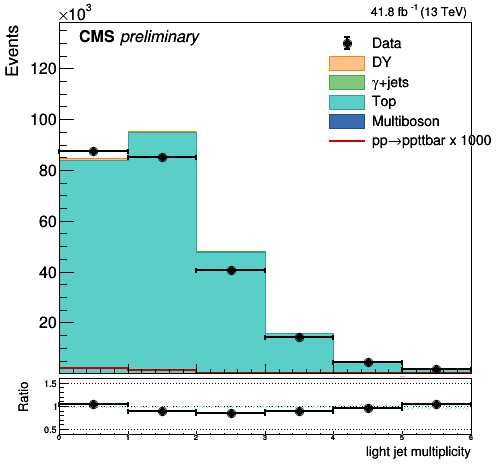 ×10³
41.8 fb⁻¹ (13 TeV)
CMS preliminary
Events
Data
DY
γ+jets
Top
Multiboson
pp→ppttbar x 1000
120
100
80
60
40
20
Ratio
1.5
1
0.5
0 1 2 3 4 5 6
light jet multiplicity